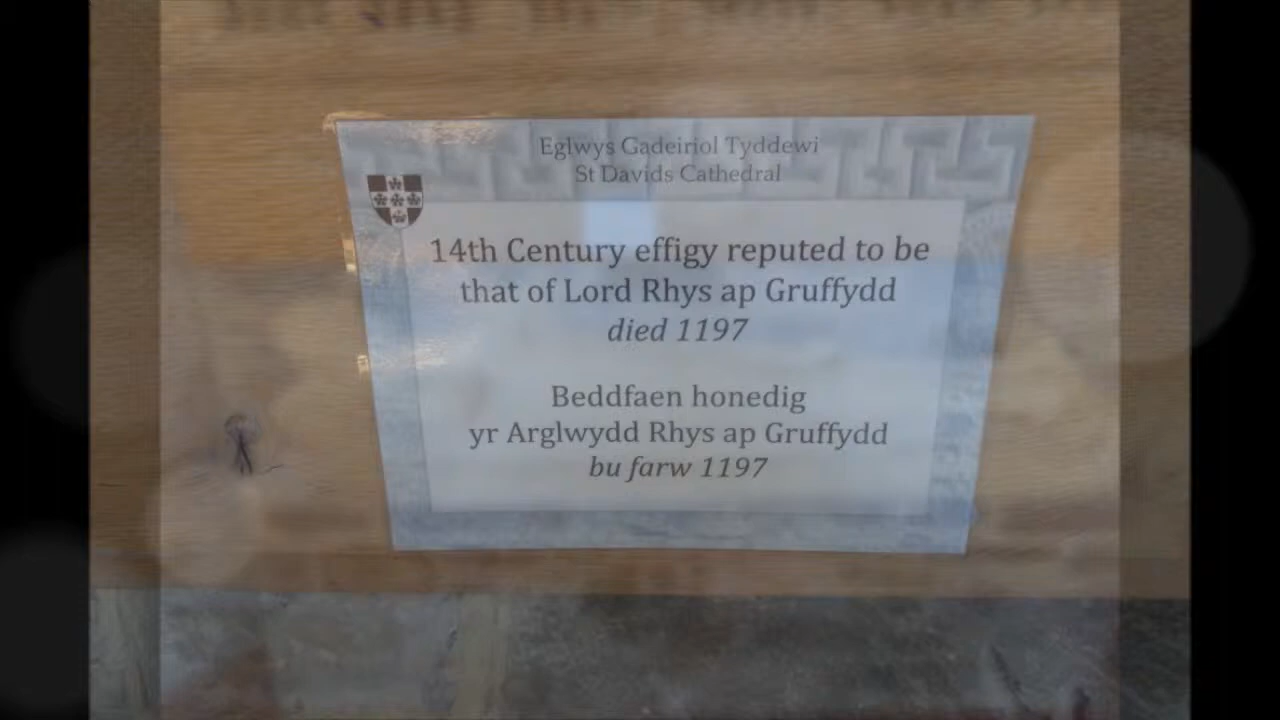 Eglwys Gadeiriol Tyddewi
St Davids Cathedral
14th Century effigy reputed to be
that of Lord Rhys ap Gruffydd
died 1197
Beddfaen honedig
yr Arglwydd Rhys ap Gruffydd
bu farw 1197